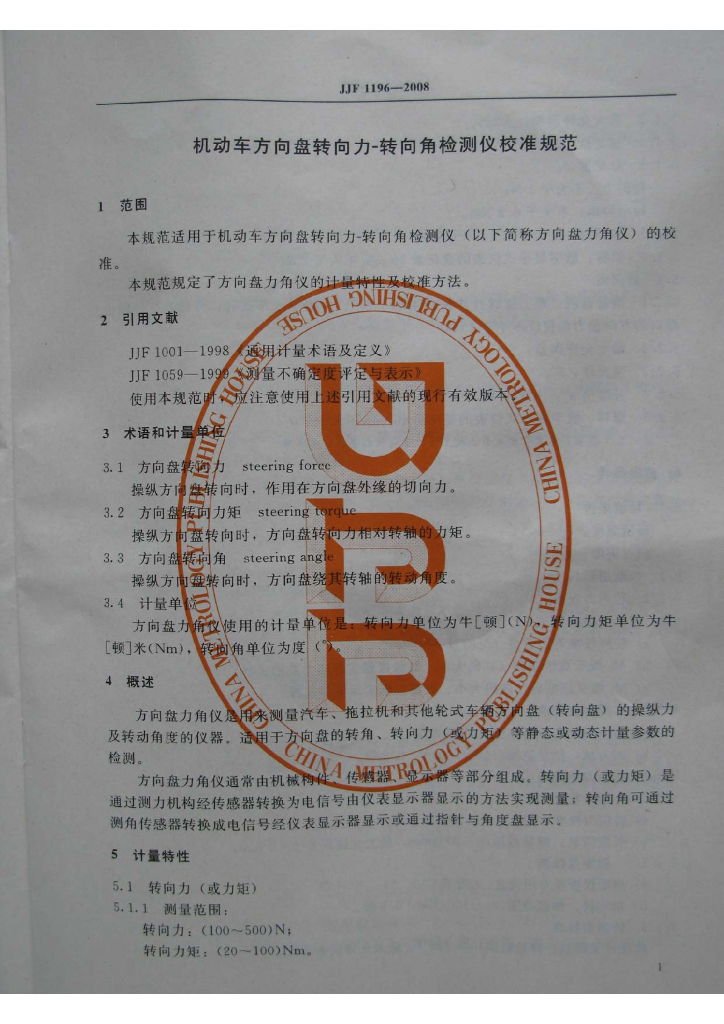 JJF 1196—2008
机动车方向盘转向力-转向角检测仪校准规范
1 范围
本规范适用于机动车方向盘转向力-转向角检测仪（以下简称方向盘力角仪）的校
准。
本规范规定了方向盘力角仪的计量特性及校准方法。
2 引用文献
JJF 1001—1998《通用计量术语及定义》
JJF 1059—1999《测量不确定度评定与表示》
使用本规范时，应注意使用上述引用文献的现行有效版本。
3 术语和计量单位
3.1 方向盘转向力 steering force
操纵方向盘转向时，作用在方向盘外缘的切向力。
3.2 方向盘转向力矩 steering torque
操纵方向盘转向时，方向盘转向力相对转轴的力矩。
3.3 方向盘转向角 steering angle
操纵方向盘转向时，方向盘绕其转轴的转动角度。
3.4 计量单位
方向盘力角仪使用的计量单位是：转向力单位为牛[顿](N)，转向力矩单位为牛
[顿]米(Nm)，转向角单位为度（°）。
4 概述
方向盘力角仪是用来测量汽车、拖拉机和其他轮式车辆方向盘（转向盘）的操纵力
及转动角度的仪器。适用于方向盘的转角、转向力（或力矩）等静态或动态计量参数的
检测。
方向盘力角仪通常由机械构件、传感器、显示器等部分组成。转向力（或力矩）是
通过测力机构经传感器转换为电信号由仪表显示器显示的方法实现测量；转向角可通过
测角传感器转换成电信号经仪表显示器显示或通过指针与角度盘显示。
5 计量特性
5.1 转向力（或力矩）
5.1.1 测量范围：
转向力：(100～500)N；
转向力矩：(20～100)Nm。
1
CHINA METROLOGY PUBLISHING HOUSE
CHINA METROLOGY PUBLISHING HOUSE
CHINA METROLOGY PUBLISHING HOUSE